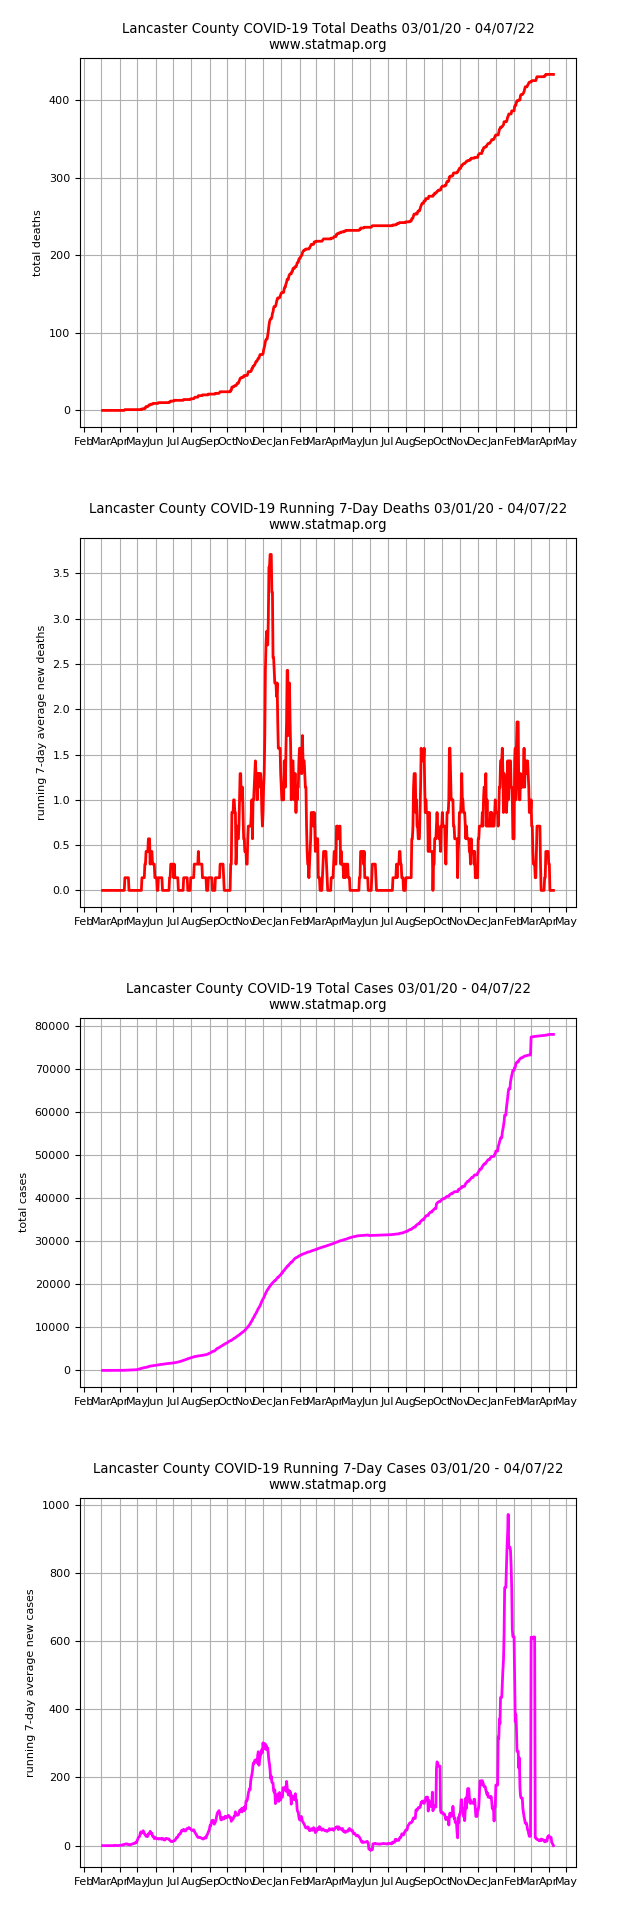 Lancaster County COVID-19 Total Deaths 03/01/20 - 04/07/22
www.statmap.org
total deaths
400
300
200
100
0
Feb Mar Apr May Jun Jul Aug Sep Oct Nov Dec Jan Feb Mar Apr May Jun Jul Aug Sep Oct Nov Dec Jan Feb Mar Apr May
Lancaster County COVID-19 Running 7-Day Deaths 03/01/20 - 04/07/22
www.statmap.org
running 7-day average new deaths
3.5
3.0
2.5
2.0
1.5
1.0
0.5
0.0
Feb Mar Apr May Jun Jul Aug Sep Oct Nov Dec Jan Feb Mar Apr May Jun Jul Aug Sep Oct Nov Dec Jan Feb Mar Apr May
Lancaster County COVID-19 Total Cases 03/01/20 - 04/07/22
www.statmap.org
total cases
80000
70000
60000
50000
40000
30000
20000
10000
0
Feb Mar Apr May Jun Jul Aug Sep Oct Nov Dec Jan Feb Mar Apr May Jun Jul Aug Sep Oct Nov Dec Jan Feb Mar Apr May
Lancaster County COVID-19 Running 7-Day Cases 03/01/20 - 04/07/22
www.statmap.org
running 7-day average new cases
1000
800
600
400
200
0
Feb Mar Apr May Jun Jul Aug Sep Oct Nov Dec Jan Feb Mar Apr May Jun Jul Aug Sep Oct Nov Dec Jan Feb Mar Apr May